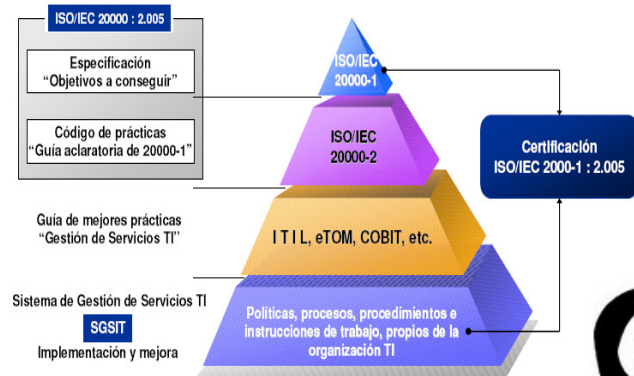 ISO/IEC 20000 : 2.005
Especificación
“Objetivos a conseguir”
Código de prácticas
“Guía aclaratoria de 20000-1”
Guía de mejores prácticas
“Gestión de Servicios TI”
Sistema de Gestión de Servicios TI
SGSIT
Implementación y mejora
ISO/IEC
20000-1
ISO/IEC
20000-2
I T I L, eTOM, COBIT, etc.
Políticas, procesos, procedimientos e
instrucciones de trabajo, propios de la
organización TI
Certificación
ISO/IEC 2000-1 : 2.005